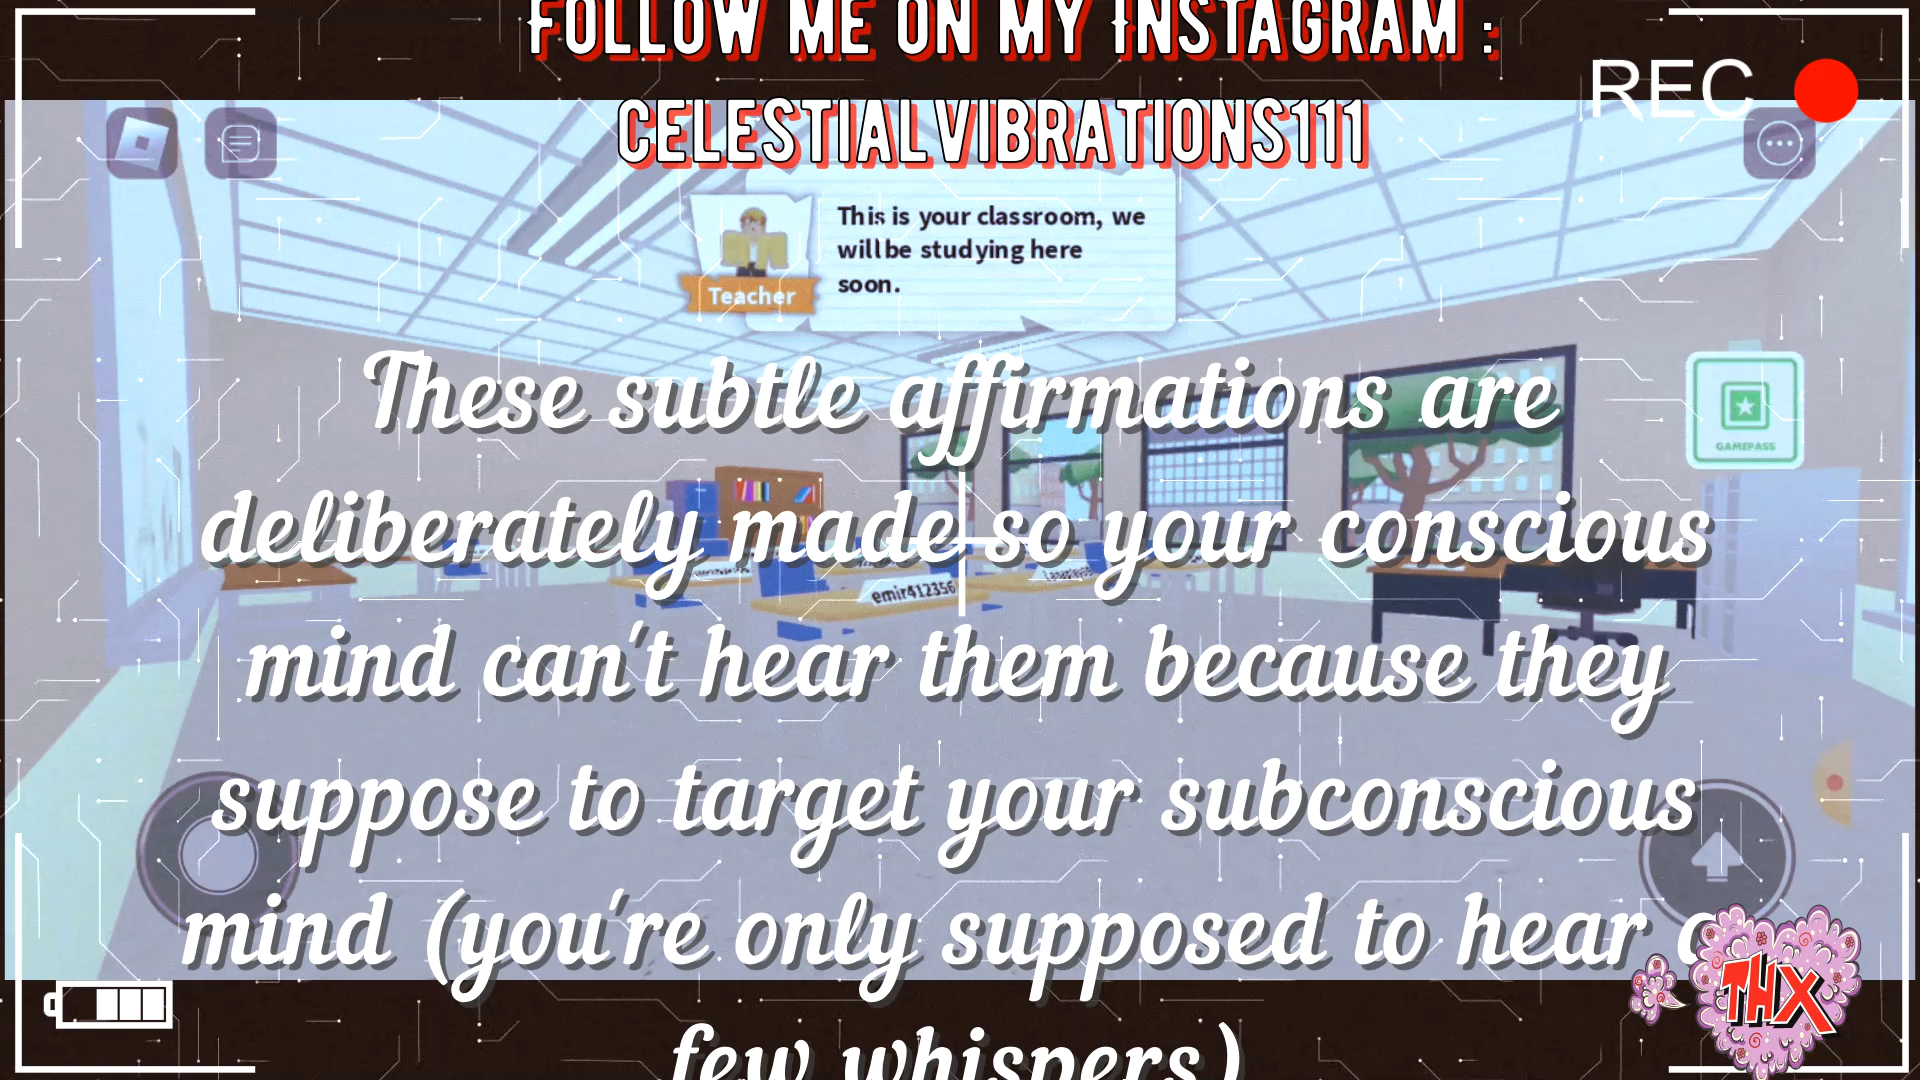 Follow me on my Instagram :
celestialvibrations111
REC
This is your classroom, we
will be studying here
soon.
Teacher
These subtle affirmations are
GAMEPASS
deliberately made so your conscious
emir412356
mind can't hear them because they
suppose to target your subconscious
mind (you're only supposed to hear a
few whispers)
THX